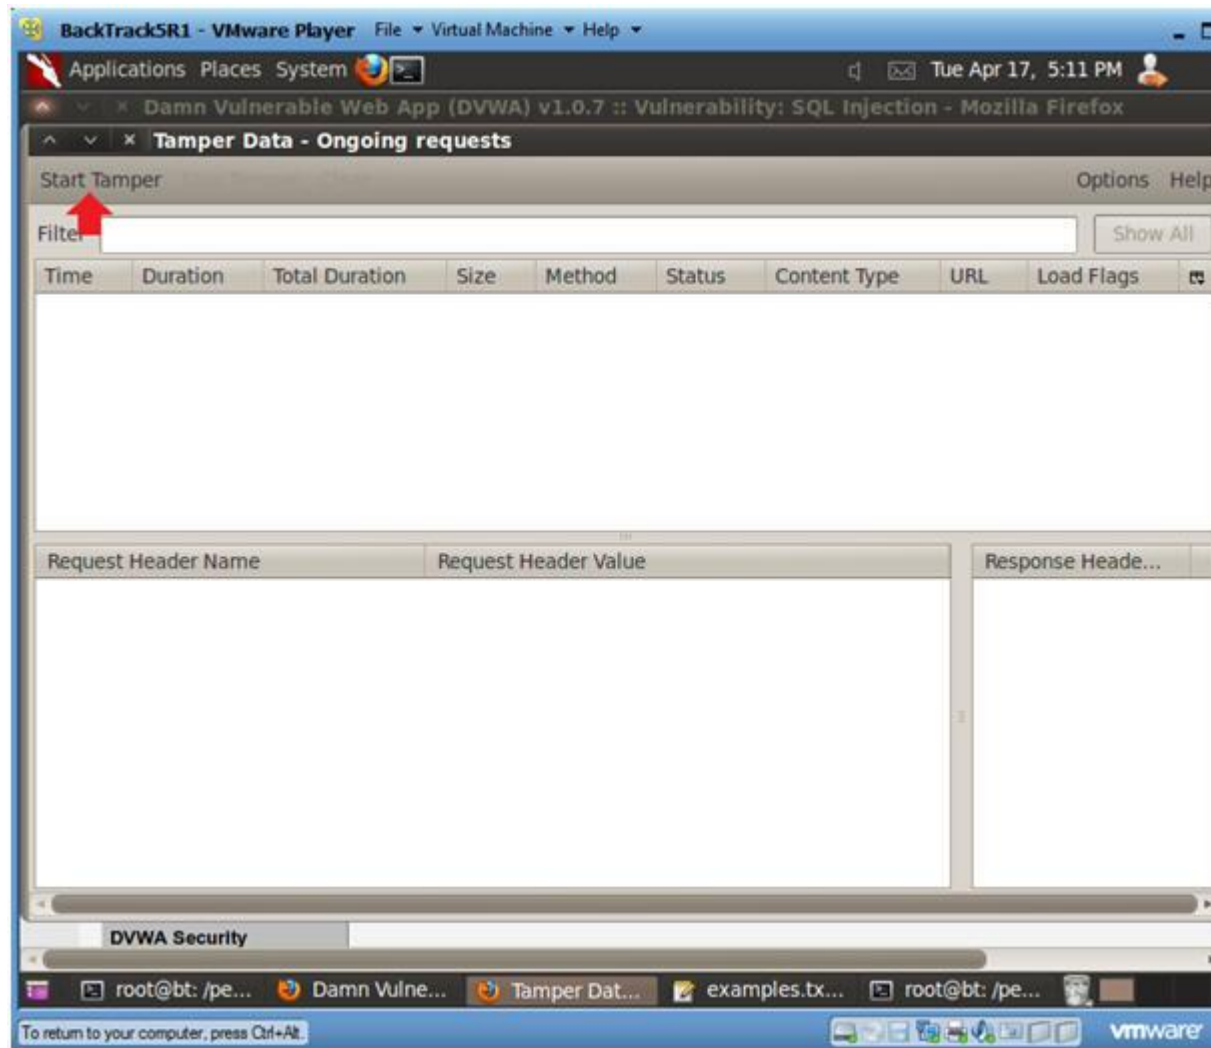 BackTrack5R1 - VMware Player File Virtual Machine Help
Applications Places System Tue Apr 17, 5:11 PM
Damn Vulnerable Web App (DVWA) v1.0.7 :: Vulnerability: SQL Injection - Mozilla Firefox
Tamper Data - Ongoing requests
Start Tamper Options Help
Filter Show All
Time Duration Total Duration Size Method Status Content Type URL Load Flags
Request Header Name Request Header Value Response Heade...
DVWA Security
root@bt: /pe... Damn Vulne... Tamper Dat... examples.tx... root@bt: /pe...
To return to your computer, press Ctrl+Alt. vmware